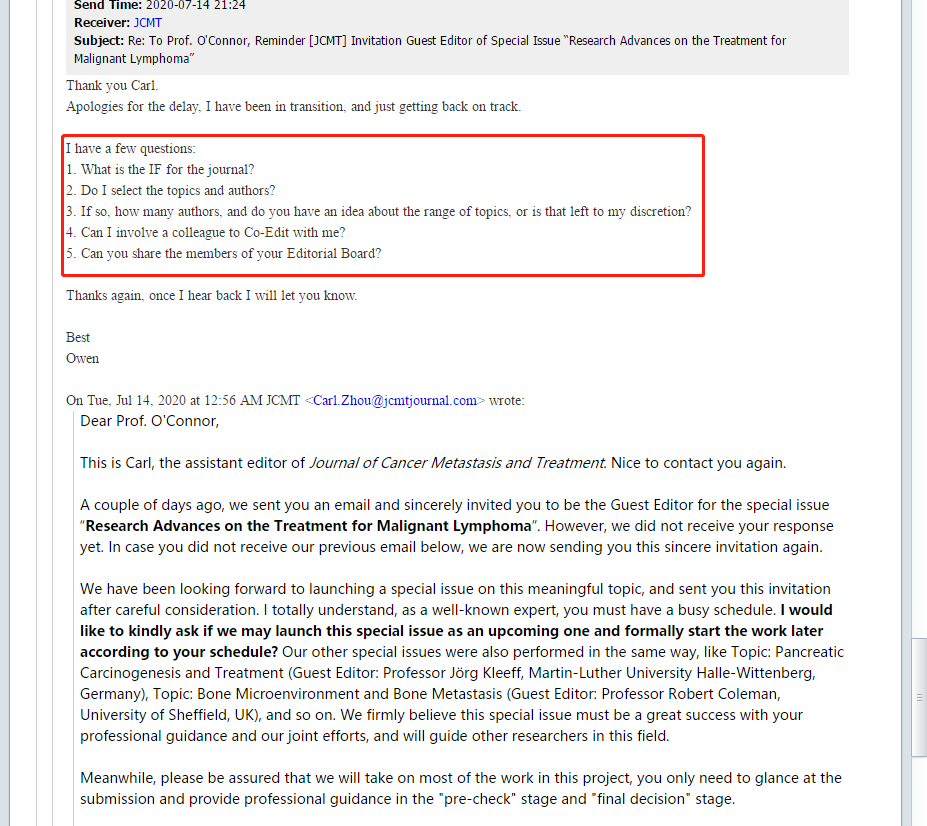 Send Time: 2020-07-14 21:24
Receiver: JCMT
Subject: Re: To Prof. O'Connor, Reminder [JCMT] Invitation Guest Editor of Special Issue “Research Advances on the Treatment for
Malignant Lymphoma”
Thank you Carl.
Apologies for the delay, I have been in transition, and just getting back on track.
I have a few questions:
1. What is the IF for the journal?
2. Do I select the topics and authors?
3. If so, how many authors, and do you have an idea about the range of topics, or is that left to my discretion?
4. Can I involve a colleague to Co-Edit with me?
5. Can you share the members of your Editorial Board?
Thanks again, once I hear back I will let you know.
Best
Owen
On Tue, Jul 14, 2020 at 12:56 AM JCMT <Carl.Zhou@jcmtjournal.com> wrote:
Dear Prof. O'Connor,
This is Carl, the assistant editor of Journal of Cancer Metastasis and Treatment. Nice to contact you again.
A couple of days ago, we sent you an email and sincerely invited you to be the Guest Editor for the special issue
“Research Advances on the Treatment for Malignant Lymphoma”. However, we did not receive your response
yet. In case you did not receive our previous email below, we are now sending you this sincere invitation again.
We have been looking forward to launching a special issue on this meaningful topic, and sent you this invitation
after careful consideration. I totally understand, as a well-known expert, you must have a busy schedule. I would
like to kindly ask if we may launch this special issue as an upcoming one and formally start the work later
according to your schedule? Our other special issues were also performed in the same way, like Topic: Pancreatic
Carcinogenesis and Treatment (Guest Editor: Professor Jörg Kleeff, Martin-Luther University Halle-Wittenberg,
Germany), Topic: Bone Microenvironment and Bone Metastasis (Guest Editor: Professor Robert Coleman,
University of Sheffield, UK), and so on. We firmly believe this special issue must be a great success with your
professional guidance and our joint efforts, and will guide other researchers in this field.
Meanwhile, please be assured that we will take on most of the work in this project, you only need to glance at the
submission and provide professional guidance in the "pre-check" stage and "final decision" stage.